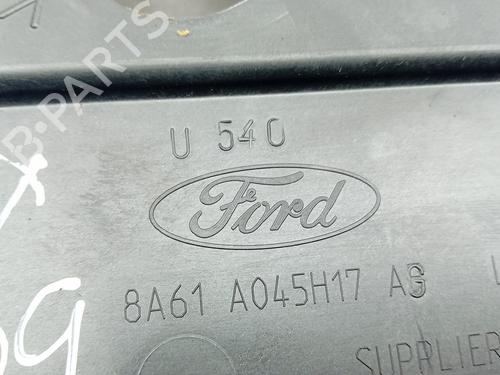 B-PARTS
U 540
Ford
8A61 A045H17 AG
SUPPLIER